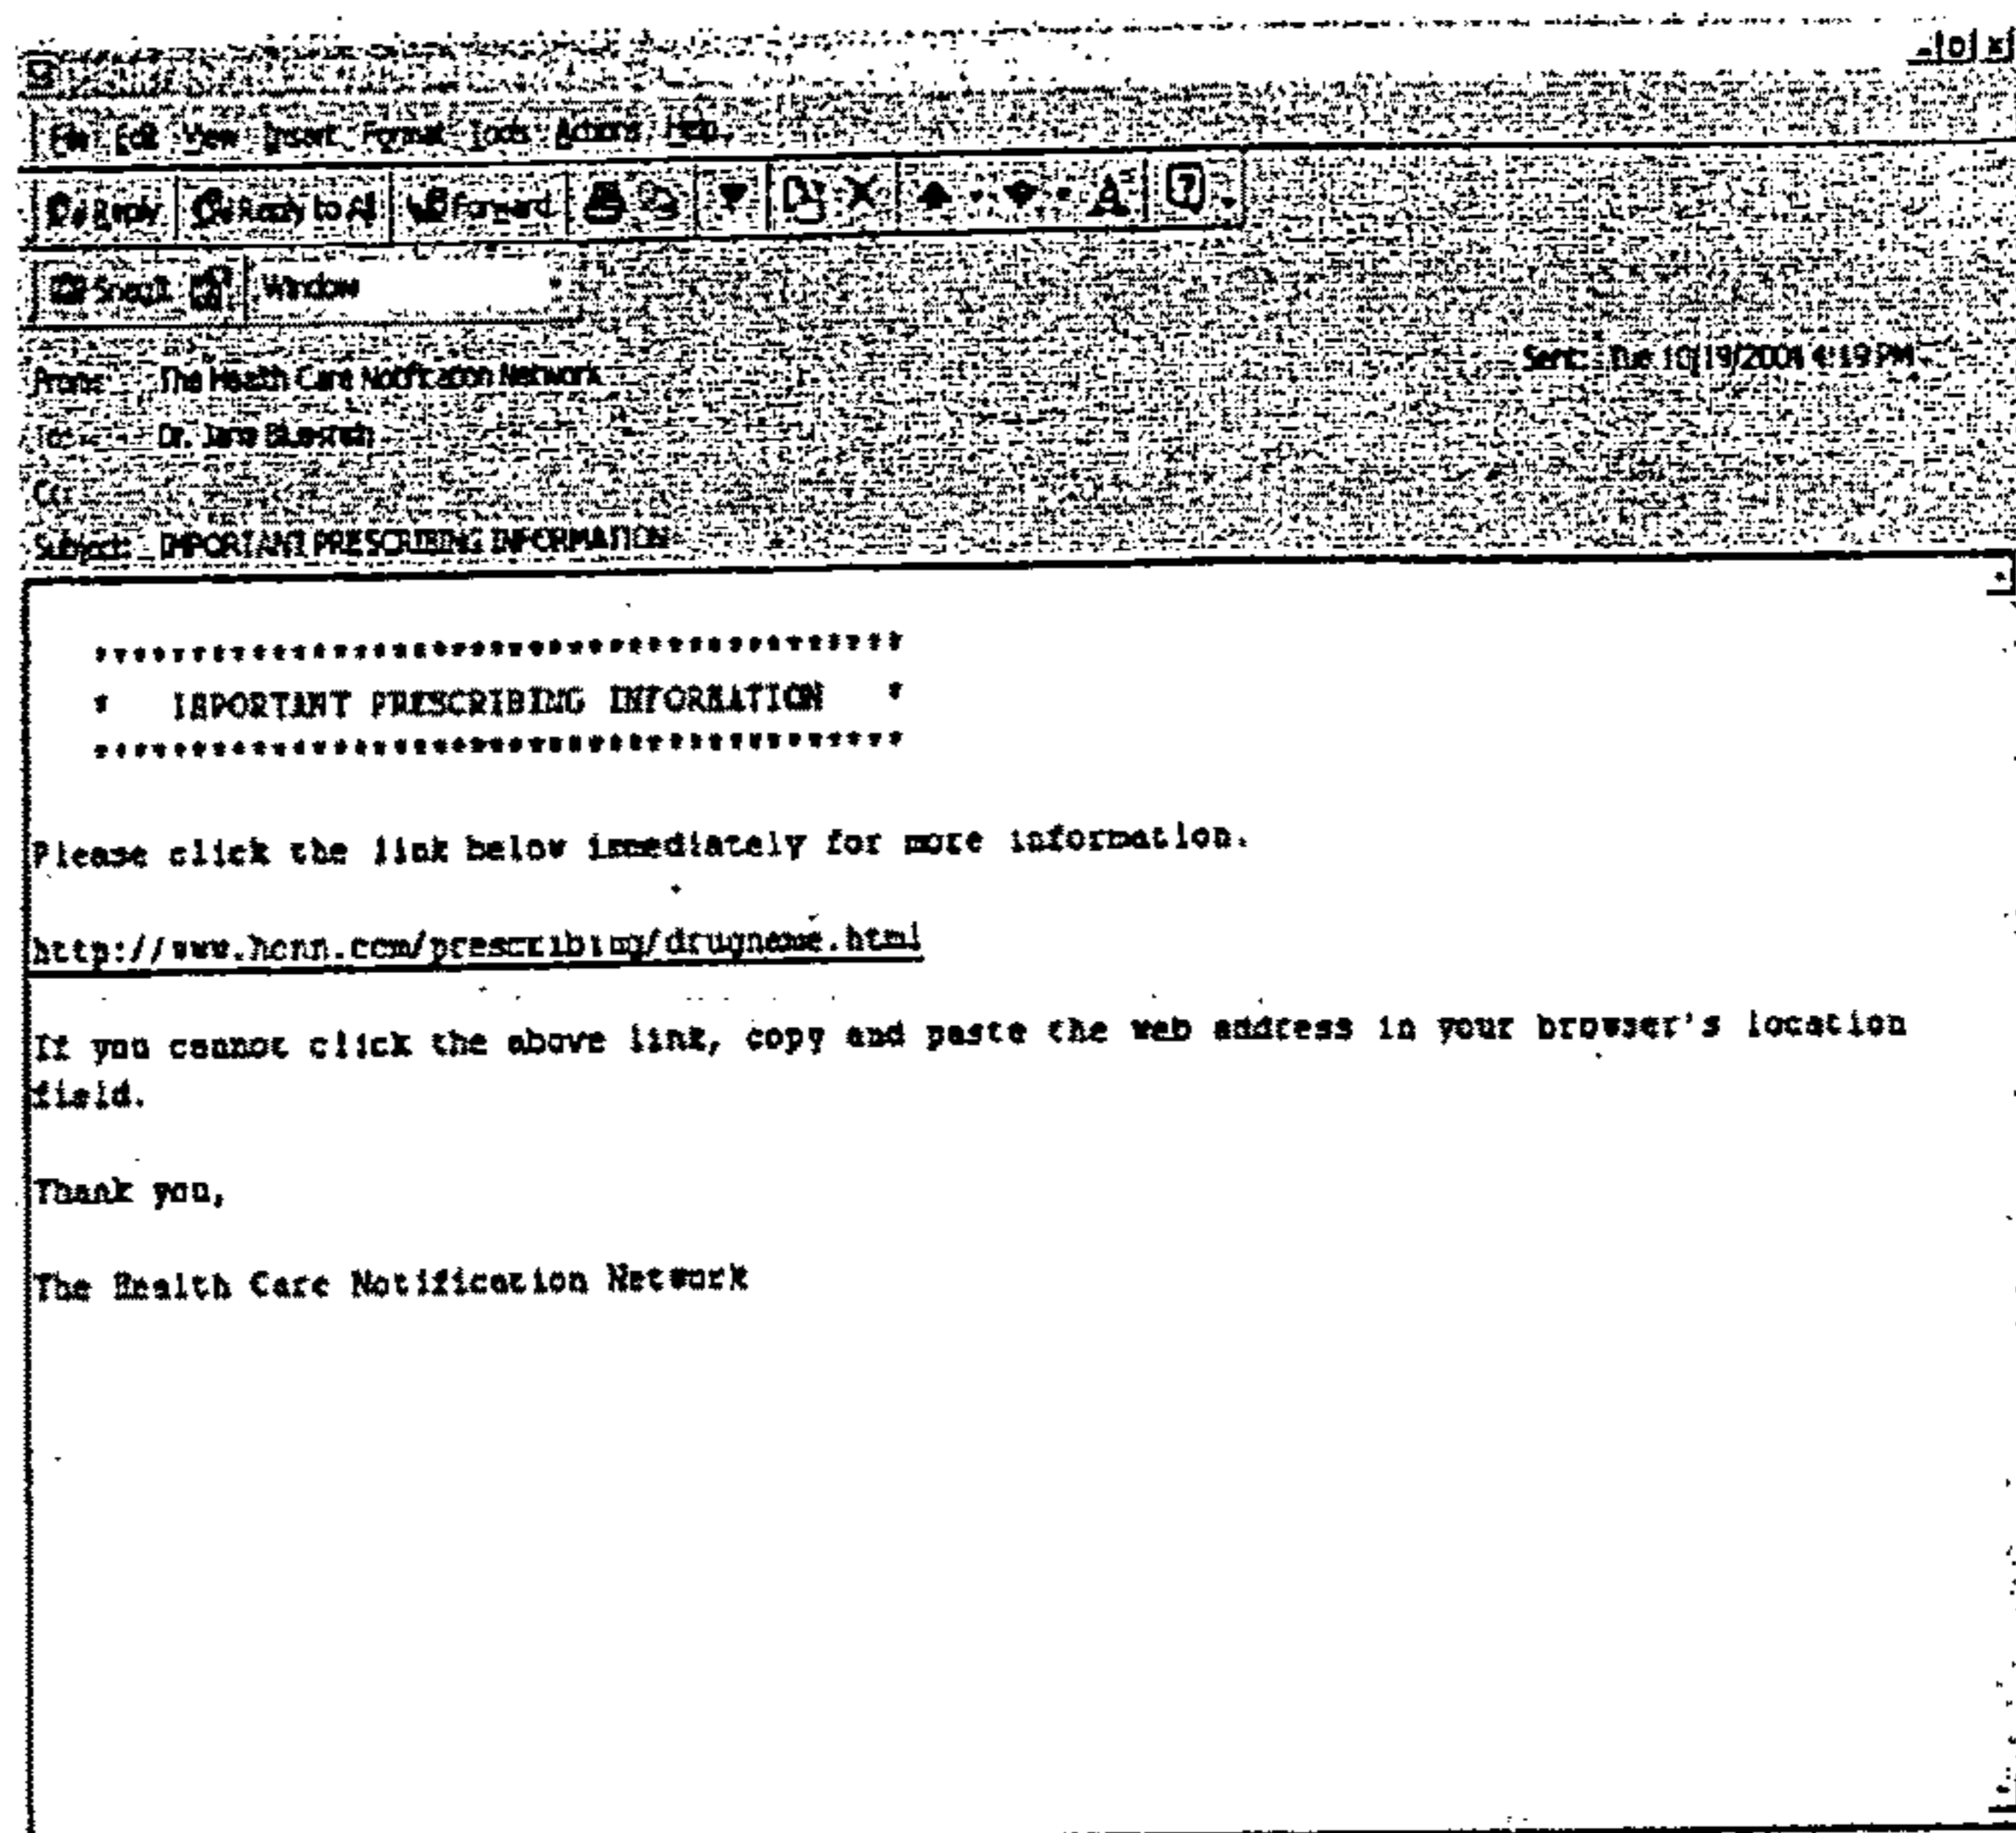 File Edit View Insert Format Tools Actions Help
Reply Reply to All Forward
SnagIt Window
From: The Health Care Notification Network Sent: Tue 10/19/2004 4:19 PM
To: Dr. Jane
Cc:
Subject: IMPORTANT PRESCRIBING INFORMATION
*****************************************
* IMPORTANT PRESCRIBING INFORMATION *
*****************************************
Please click the link below immediately for more information.
http://www.hcnn.com/prescribing/drugname.html
If you cannot click the above link, copy and paste the web address in your browser's location
field.
Thank you,
The Health Care Notification Network